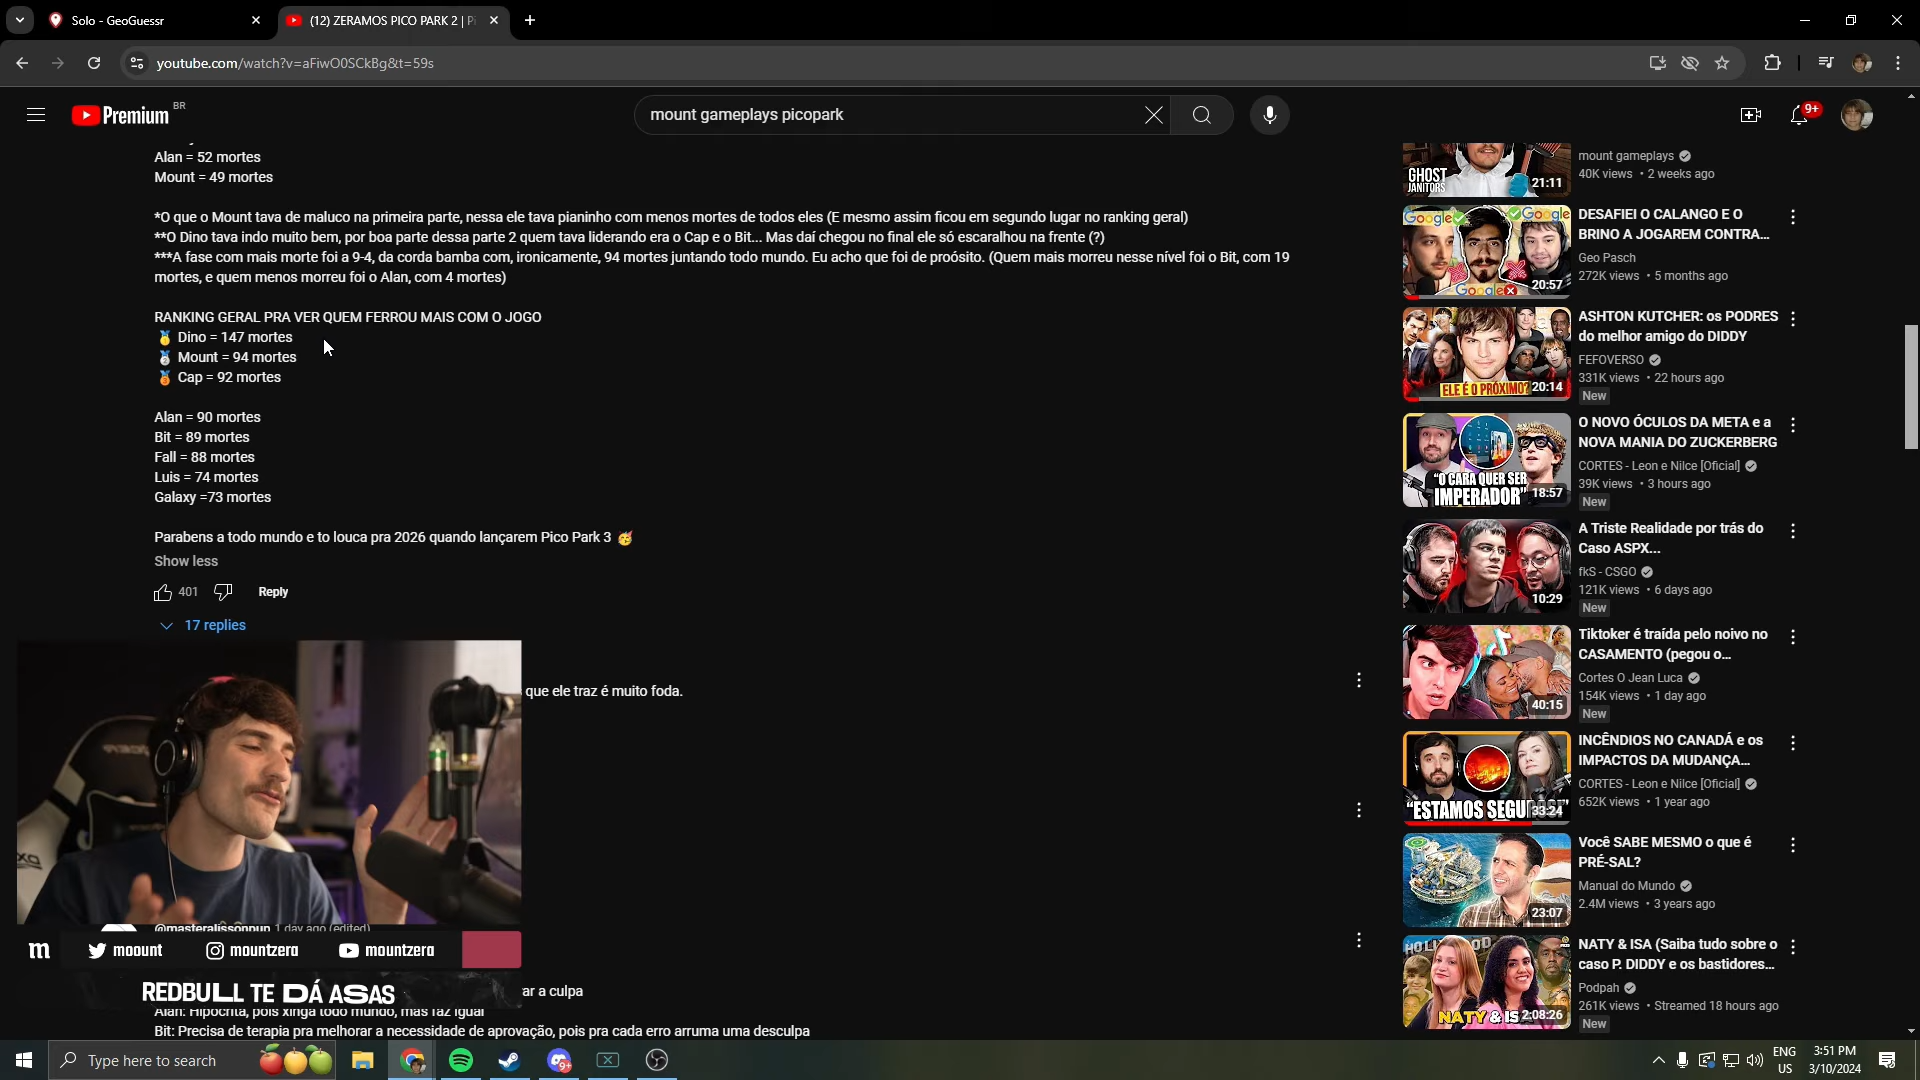 Solo - GeoGuessr
(12) ZERAMOS PICO PARK 2 |
youtube.com/watch?v=aFiwO0SCkBg&t=59s
Premium BR
mount gameplays picopark
9+
Alan = 52 mortes
Mount = 49 mortes
*O que o Mount tava de maluco na primeira parte, nessa ele tava pianinho com menos mortes de todos eles (E mesmo assim ficou em segundo lugar no ranking geral)
**O Dino tava indo muito bem, por boa parte dessa parte 2 quem tava liderando era o Cap e o Bit... Mas daí chegou no final ele só escaralhou na frente (?)
***A fase com mais morte foi a 9-4, da corda bamba com, ironicamente, 94 mortes juntando todo mundo. Eu acho que foi de proósito. (Quem mais morreu nesse nível foi o Bit, com 19
mortes, e quem menos morreu foi o Alan, com 4 mortes)
RANKING GERAL PRA VER QUEM FERROU MAIS COM O JOGO
🥇 Dino = 147 mortes
🥈 Mount = 94 mortes
🥉 Cap = 92 mortes
Alan = 90 mortes
Bit = 89 mortes
Fall = 88 mortes
Luis = 74 mortes
Galaxy =73 mortes
Parabens a todo mundo e to louca pra 2026 quando lançarem Pico Park 3 🥳
Show less
401
Reply
17 replies
que ele traz é muito foda.
@masteralissonpup 1 day ago (edited)
m
moount
mountzera
mountzera
REDBULL TE DÁ ASAS
ar a culpa
Alan: Hipócrita, pois xinga todo mundo, mas faz igual
Bit: Precisa de terapia pra melhorar a necessidade de aprovação, pois pra cada erro arruma uma desculpa
GHOST
JANITORS
21:11
mount gameplays
40K views • 2 weeks ago
Google
Google
Google
20:57
DESAFIEI O CALANGO E O
BRINO A JOGAREM CONTRA...
Geo Pasch
272K views • 5 months ago
ELE É O PRÓXIMO?
20:14
ASHTON KUTCHER: os PODRES
do melhor amigo do DIDDY
FEFOVERSO
331K views • 22 hours ago
New
"O CARA QUER SER
IMPERADOR"
18:57
O NOVO ÓCULOS DA META e a
NOVA MANIA DO ZUCKERBERG
CORTES - Leon e Nilce [Oficial]
39K views • 3 hours ago
New
10:29
A Triste Realidade por trás do
Caso ASPX...
fkS - CSGO
121K views • 6 days ago
New
40:15
Tiktoker é traída pelo noivo no
CASAMENTO (pegou o...
Cortes O Jean Luca
154K views • 1 day ago
New
"ESTAMOS
33:24
INCÊNDIOS NO CANADÁ e os
IMPACTOS DA MUDANÇA...
CORTES - Leon e Nilce [Oficial]
652K views • 1 year ago
23:07
Você SABE MESMO o que é
PRÉ-SAL?
Manual do Mundo
2.4M views • 3 years ago
NATY & IS
2:08:26
NATY & ISA (Saiba tudo sobre o
caso P. DIDDY e os bastidores...
Podpah
261K views • Streamed 18 hours ago
New
Type here to search
ENG
US
3:51 PM
3/10/2024